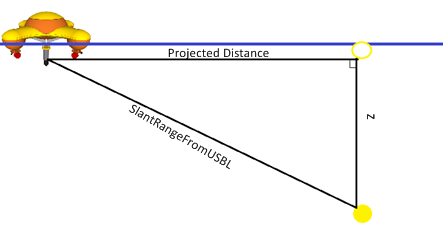 Projected Distance
SlantRangeFromUSBL
Z